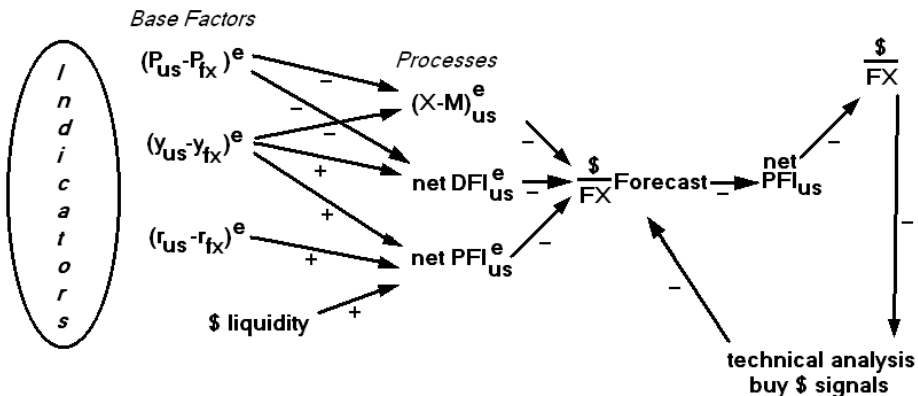 Indicators
Base Factors
(Pus-Pfx)e
(yus-yfx)e
(rus-rfx)e
$ liquidity
Processes
(X-M)eus
net DFIeus
net PFIeus
−
−
−
+
+
+
+
−
−
−
$
FX
Forecast
−
net
PFIus
−
$
FX
−
−
technical analysis
buy $ signals